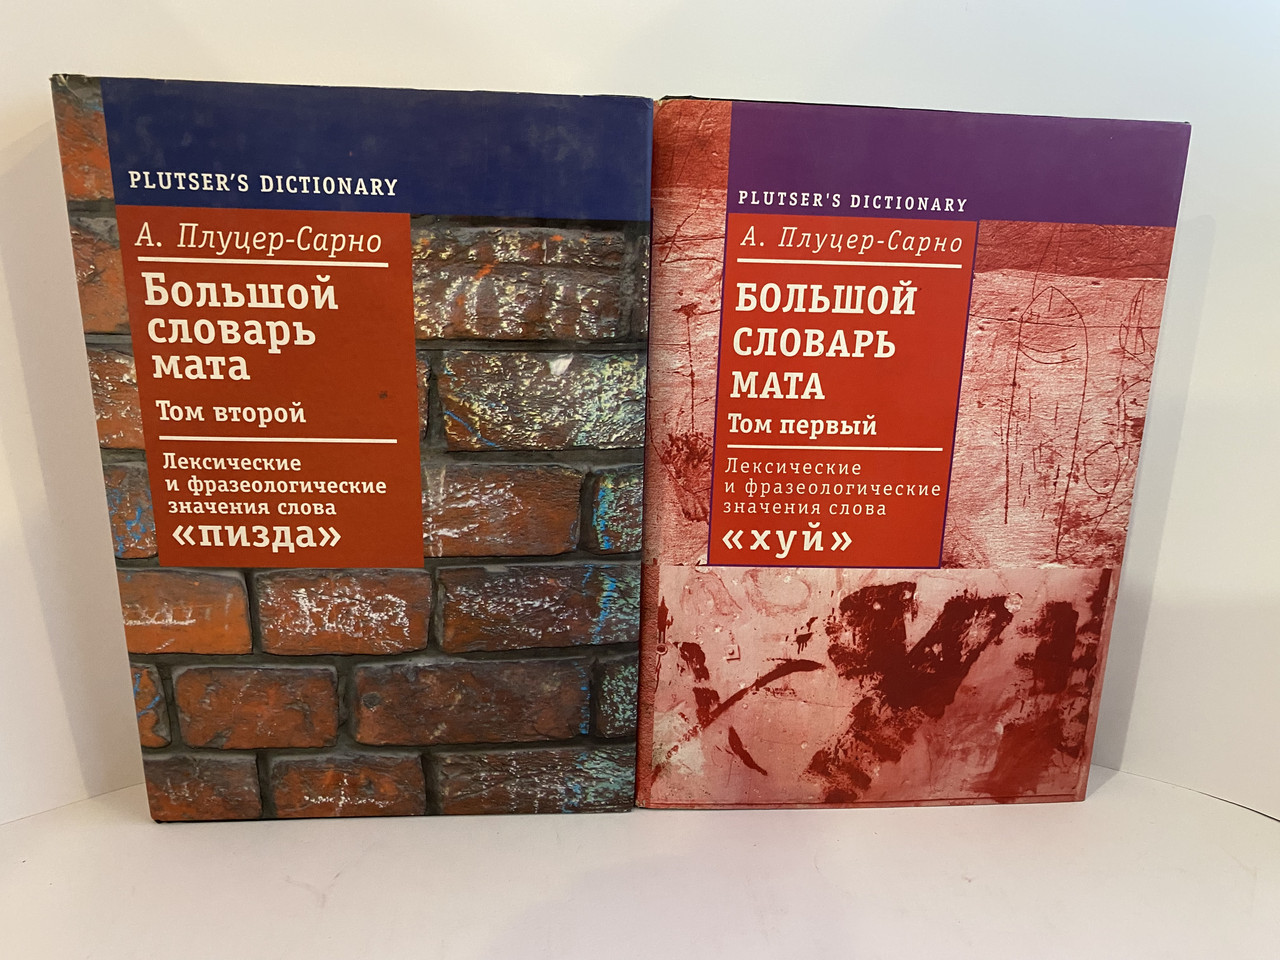 PLUTSER'S DICTIONARY
А. Плуцер-Сарно
Большой
словарь
мата
Том второй
Лексические
и фразеологические
значения слова
«пизда»
PLUTSER'S DICTIONARY
А. Плуцер-Сарно
БОЛЬШОЙ
СЛОВАРЬ
МАТА
Том первый
Лексические
и фразеологические
значения слова
«хуй»